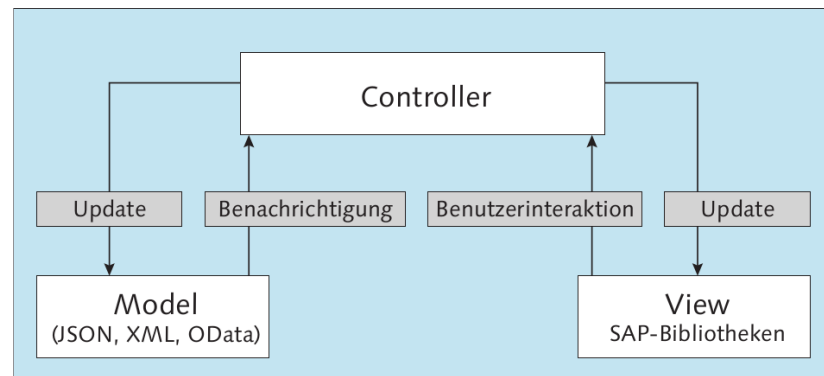 Controller
Update
Benachrichtigung
Benutzerinteraktion
Update
Model
(JSON, XML, OData)
View
SAP-Bibliotheken